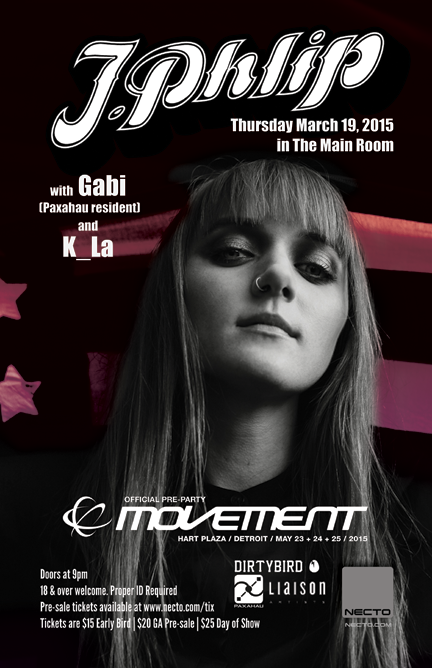 J.Phlip
Thursday March 19, 2015
in The Main Room
with Gabi
(Paxahau resident)
and
K_La
OFFICIAL PRE-PARTY
MOVEMENT
HART PLAZA / DETROIT / MAY 23 + 24 + 25 / 2015
Doors at 9pm
18 & over welcome. Proper ID Required
Pre-sale tickets available at www.necto.com/tix
Tickets are $15 Early Bird | $20 GA Pre-sale | $25 Day of Show
DIRTYBIRD
Liaison
ARTISTS
PAXAHAU
NECTO
NECTO.COM